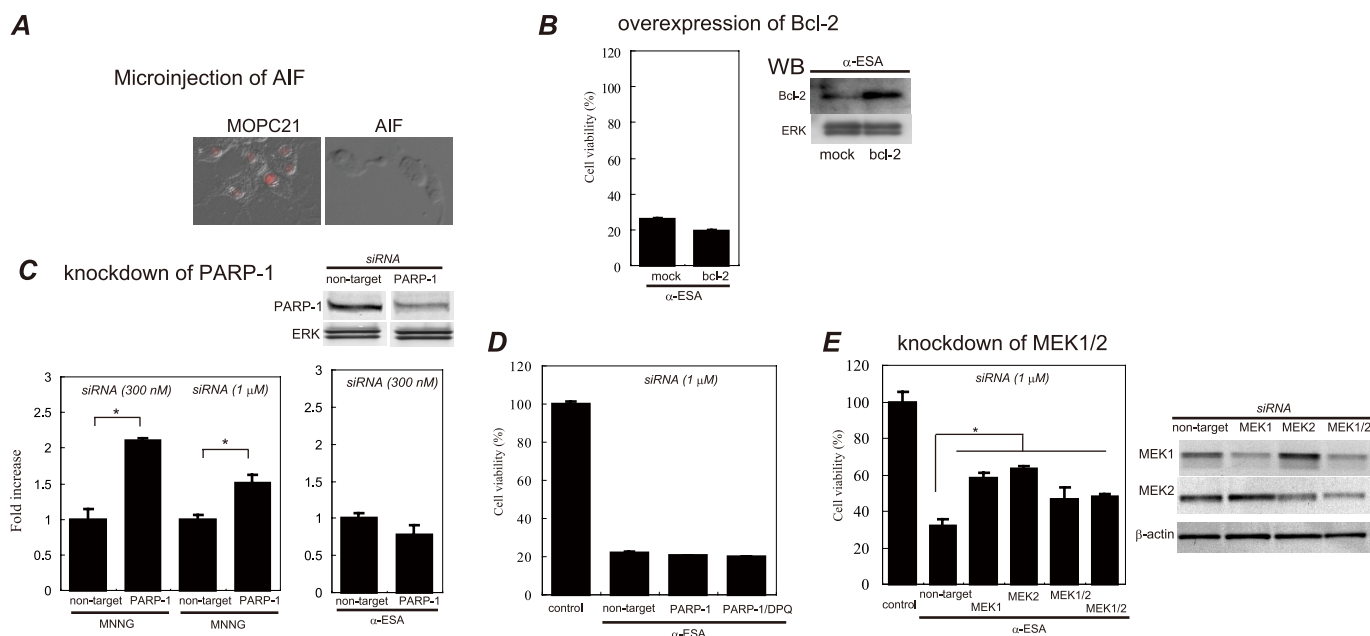 A
Microinjection of AIF
MOPC21 AIF
B overexpression of Bcl-2
120
100
80
60
40
20
0
Cell viability (%)
mock bcl-2
α-ESA
WB α-ESA
Bcl-2
ERK
mock bcl-2
C knockdown of PARP-1
siRNA
non-target PARP-1
PARP-1
ERK
siRNA (300 nM) siRNA (1 μM)
* *
3
2.5
2
1.5
1
0.5
0
Fold increase
non-target PARP-1 non-target PARP-1
MNNG MNNG
siRNA (300 nM)
3
2.5
2
1.5
1
0.5
0
non-target PARP-1
α-ESA
D
siRNA (1 μM)
120
100
80
60
40
20
0
Cell viability (%)
control non-target PARP-1 PARP-1/DPQ
α-ESA
E knockdown of MEK1/2
siRNA (1 μM)
*
120
100
80
60
40
20
0
Cell viability (%)
control non-target MEK1 MEK2 MEK1/2 MEK1/2
α-ESA
siRNA
non-target MEK1 MEK2 MEK1/2
MEK1
MEK2
β-actin